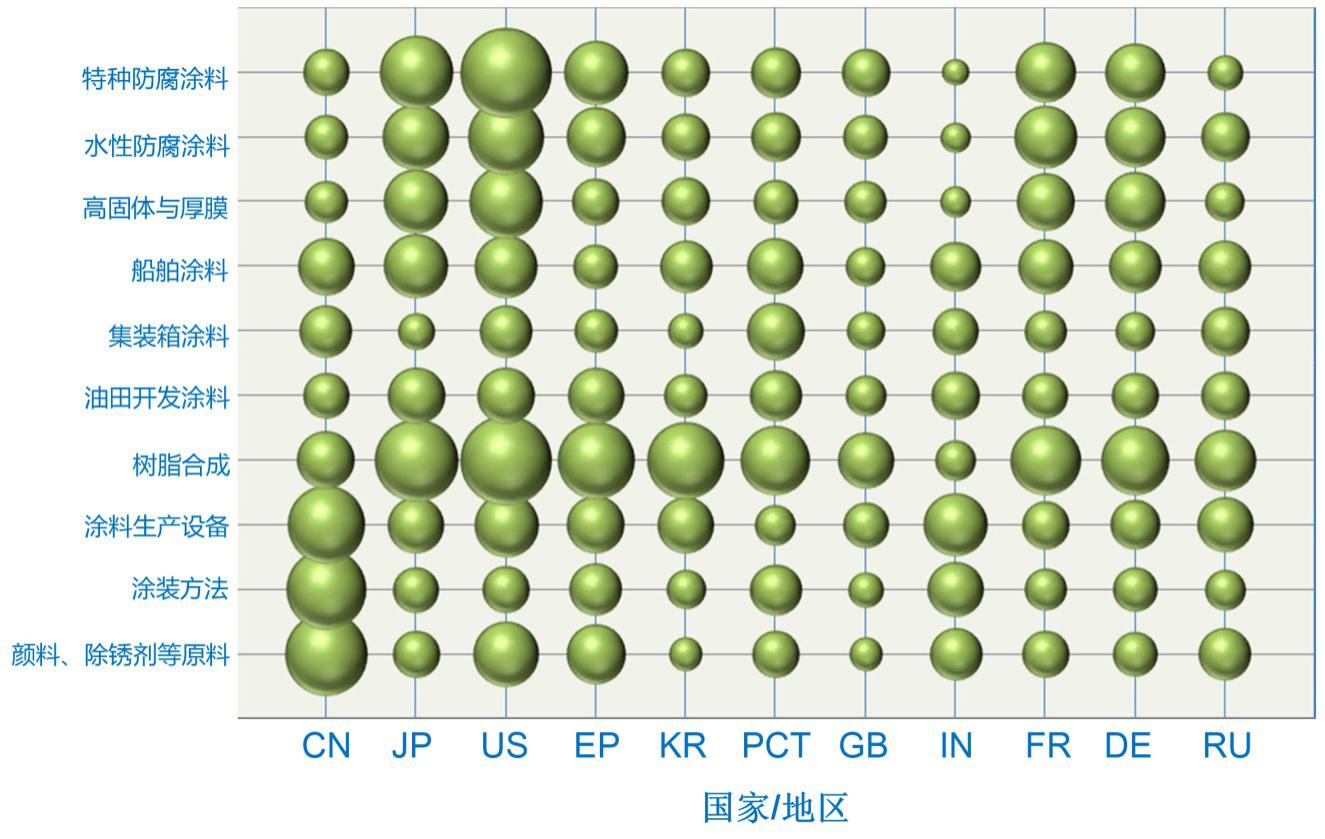 特种防腐涂料
水性防腐涂料
高固体与厚膜
船舶涂料
集装箱涂料
油田开发涂料
树脂合成
涂料生产设备
涂装方法
颜料、除锈剂等原料
CN JP US EP KR PCT GB IN FR DE RU
国家/地区